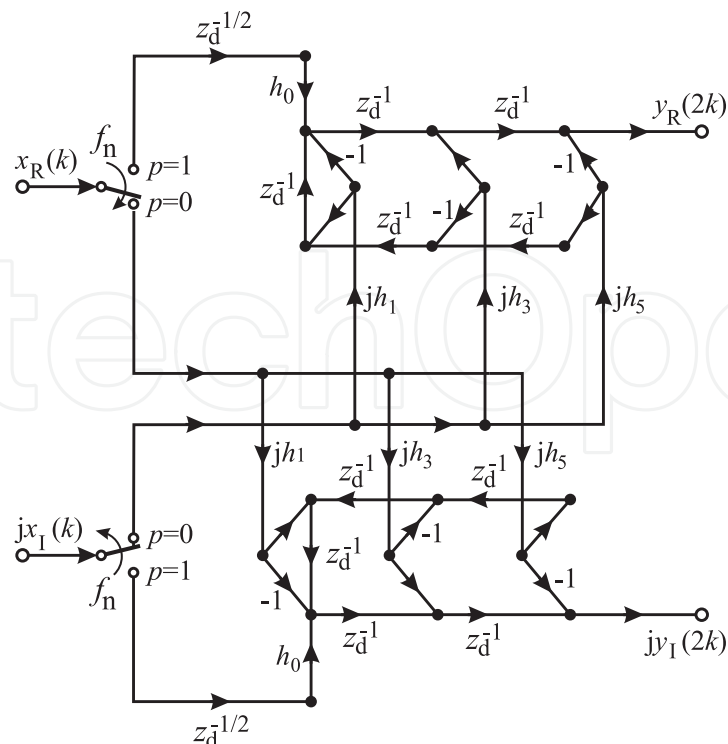 z_d^{-1/2}
h_0
z_d^{-1} z_d^{-1} y_R(2k)
f_n p=1
x_R(k) -1 -1
p=0 z_d^{-1} -1
z_d^{-1} z_d^{-1}
jh_1 jh_3 jh_5
jh1 jh_3 jh_5
z_d^{-1} z_d^{-1}
jx_I(k) p=0 -1
f_n p=1 z_d^{-1} -1
-1
z_d^{-1} z_d^{-1} jy_I(2k)
h_0
z_d^{-1/2}
techOpe